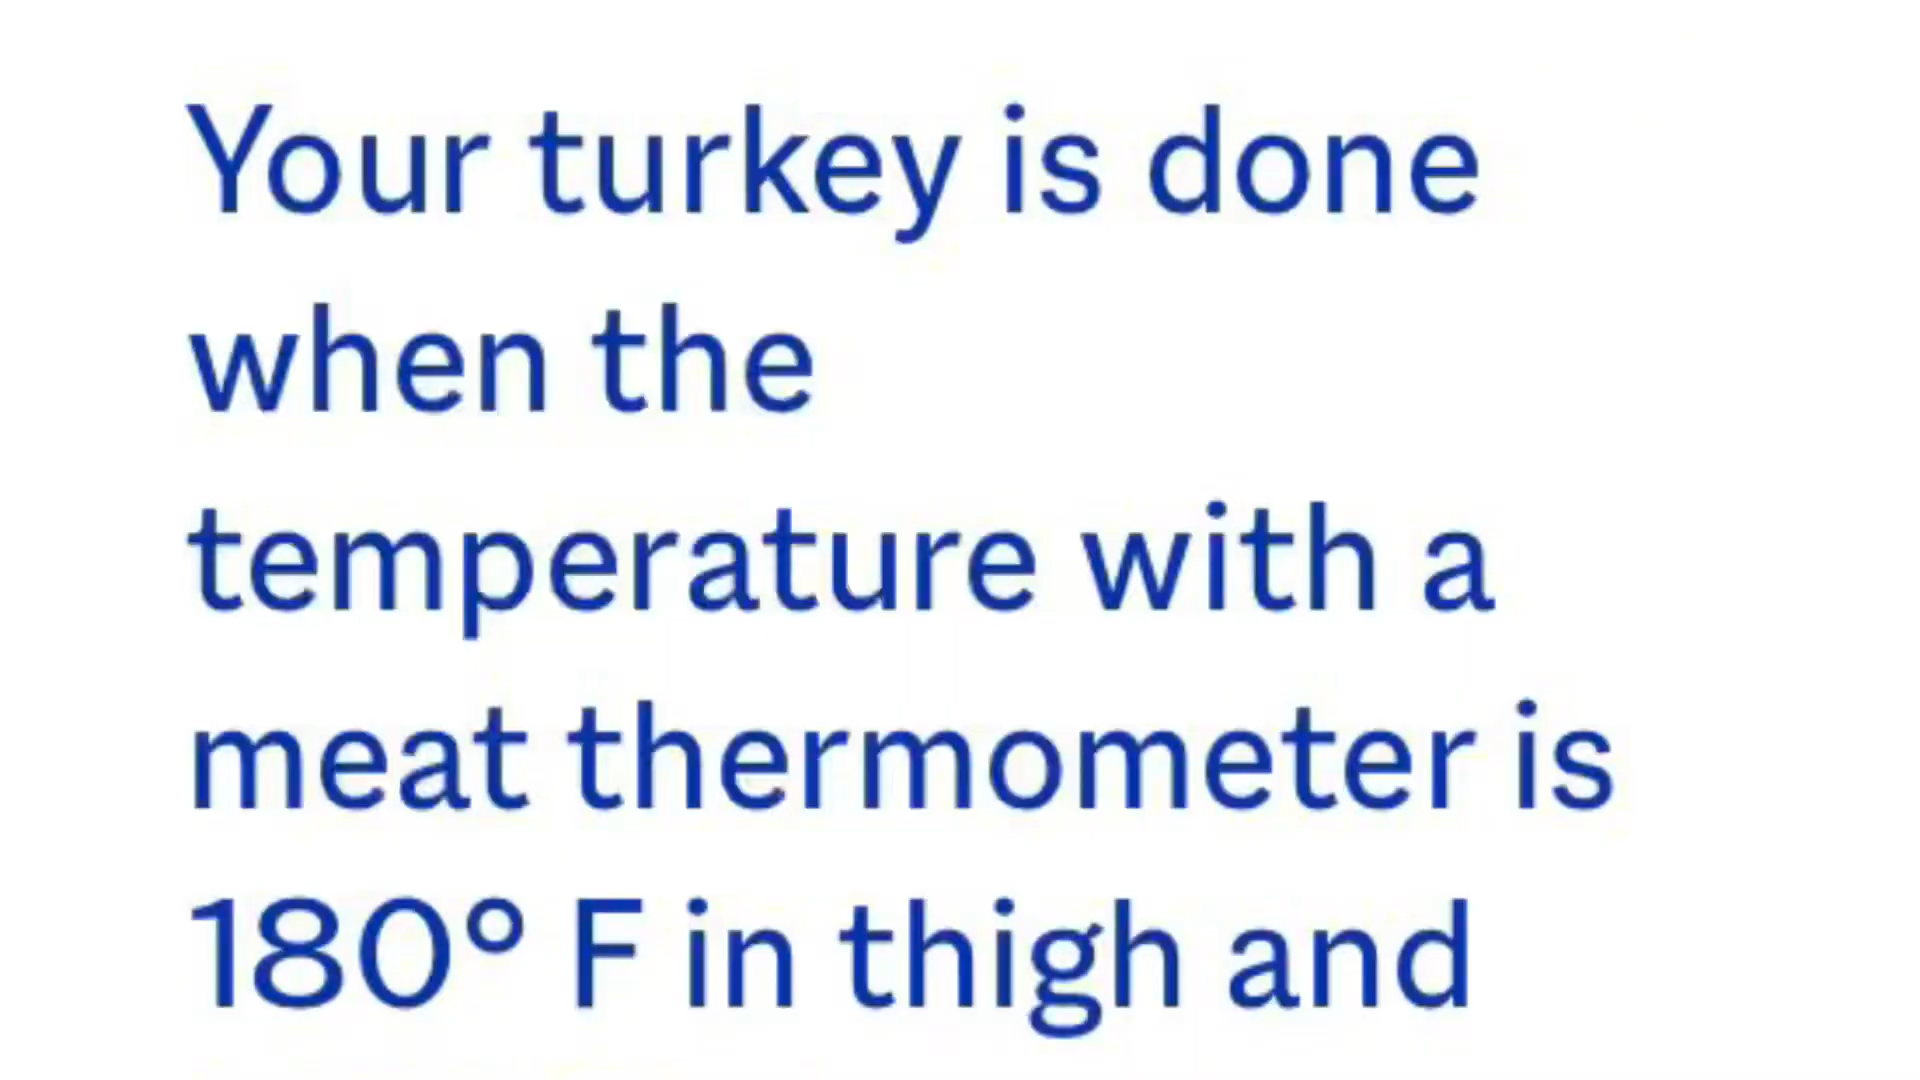 Your turkey is done
when the
temperature with a
meat thermometer is
180° F in thigh and